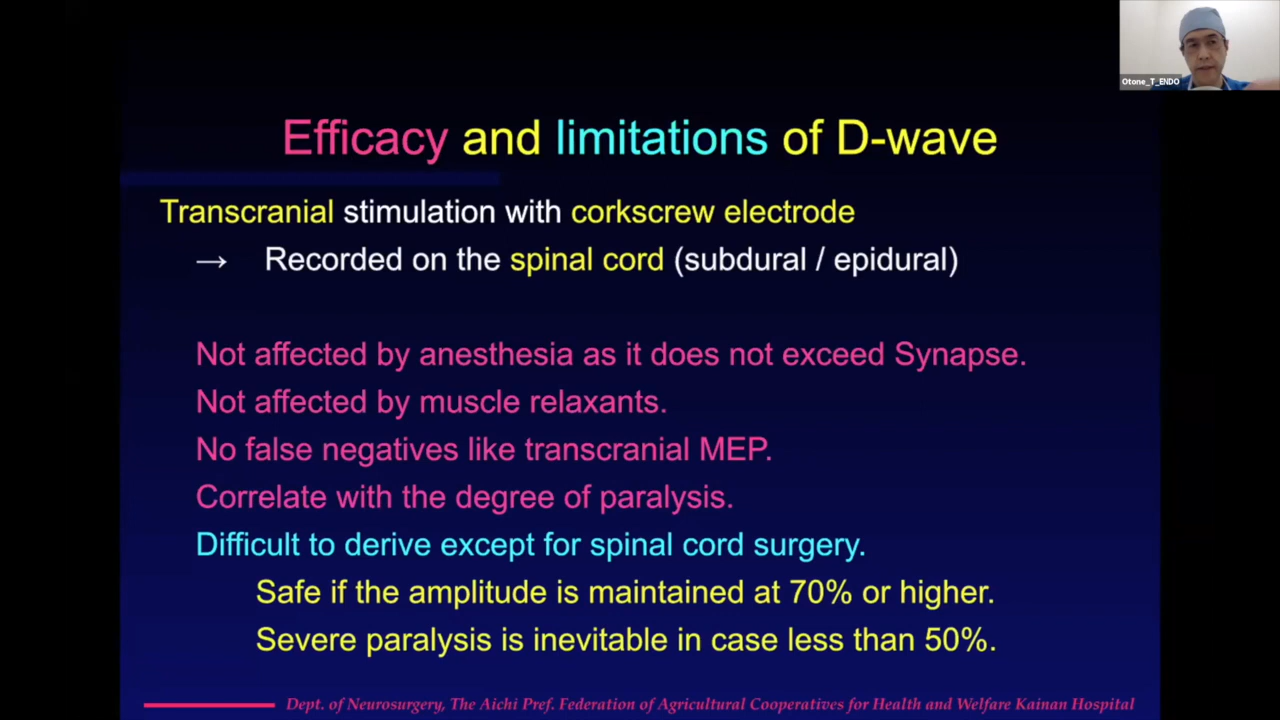 Otone_T_ENDO
Efficacy and limitations of D-wave
Transcranial stimulation with corkscrew electrode
→ Recorded on the spinal cord (subdural / epidural)
Not affected by anesthesia as it does not exceed Synapse.
Not affected by muscle relaxants.
No false negatives like transcranial MEP.
Correlate with the degree of paralysis.
Difficult to derive except for spinal cord surgery.
Safe if the amplitude is maintained at 70% or higher.
Severe paralysis is inevitable in case less than 50%.
Dept. of Neurosurgery, The Aichi Pref. Federation of Agricultural Cooperatives for Health and Welfare Kainan Hospital